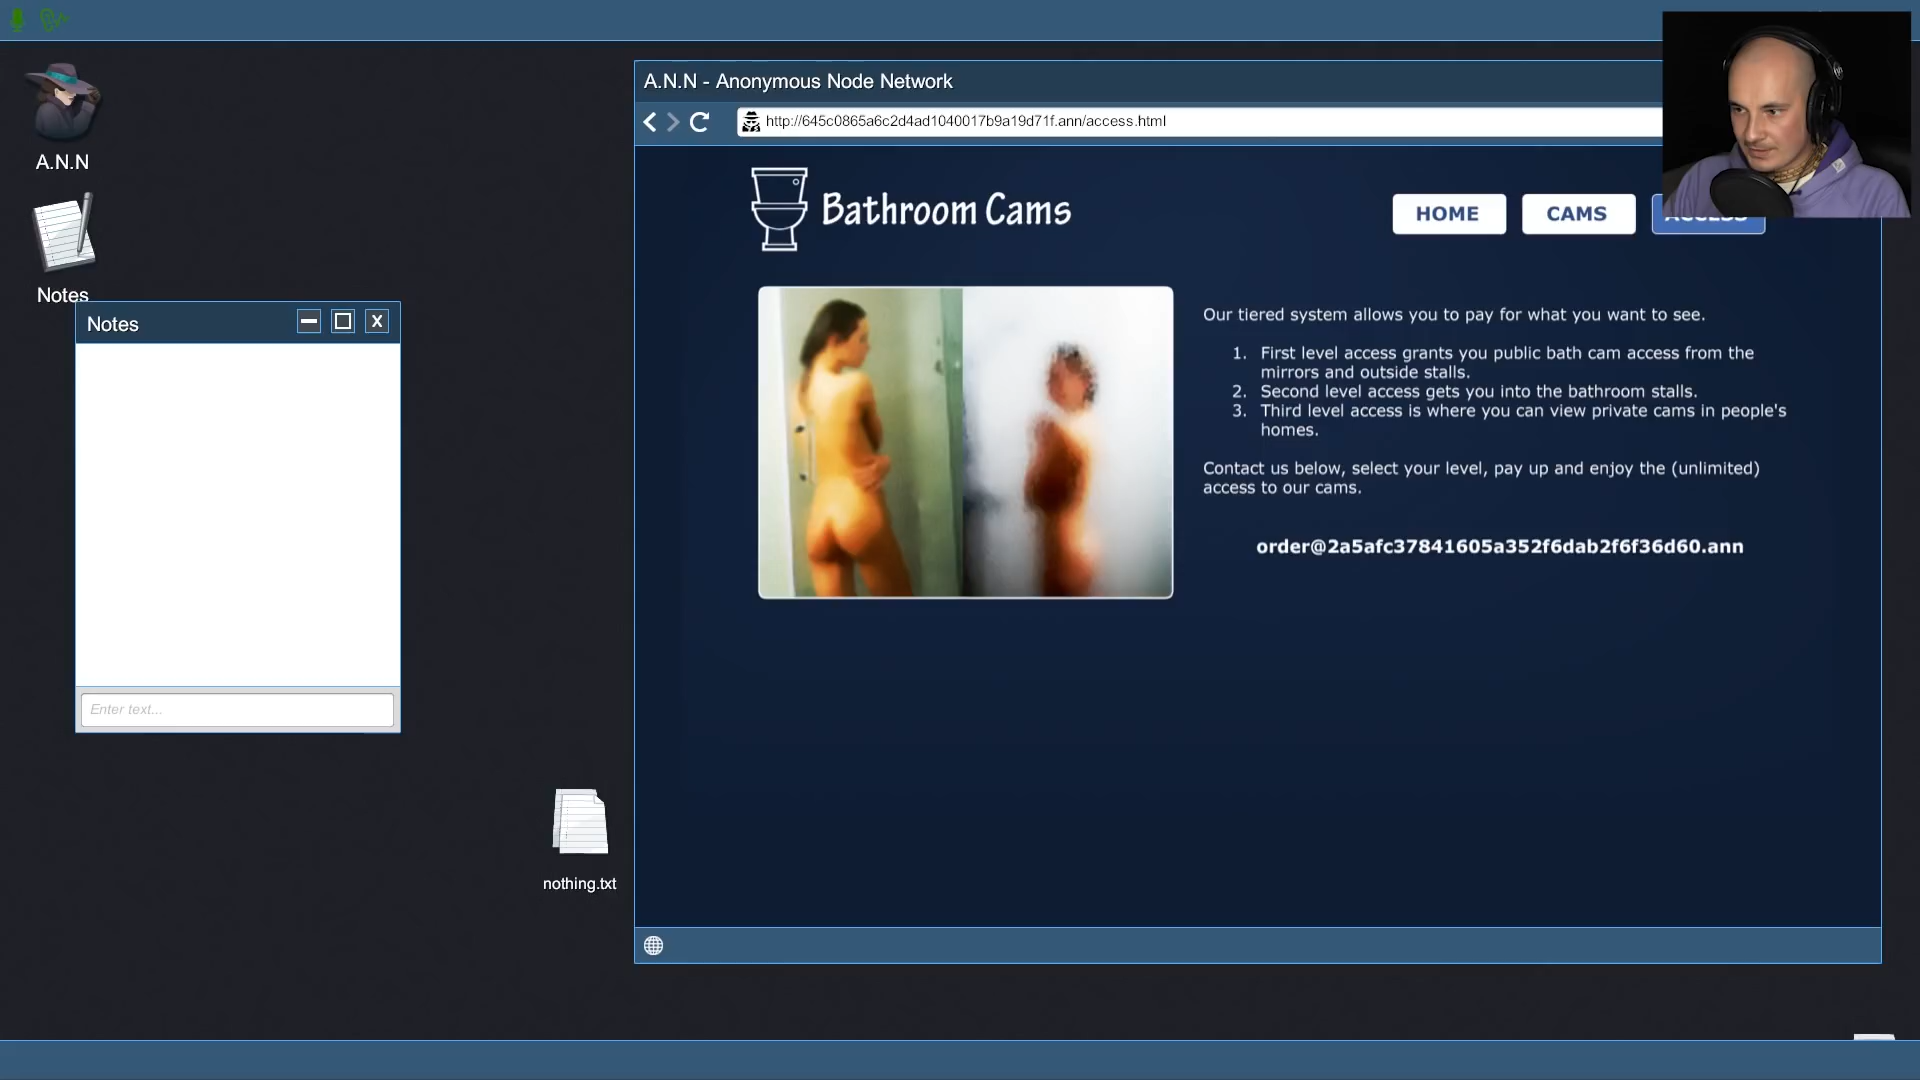 A.N.N - Anonymous Node Network
http://645c0865a6c2d4ad1040017b9a19d71f.ann/access.html
A.N.N
Bathroom Cams
HOME
CAMS
ACCESS
Notes
Notes
X
Our tiered system allows you to pay for what you want to see.
1. First level access grants you public bath cam access from the
mirrors and outside stalls.
2. Second level access gets you into the bathroom stalls.
3. Third level access is where you can view private cams in people's
homes.
Contact us below, select your level, pay up and enjoy the (unlimited)
access to our cams.
order@2a5afc37841605a352f6dab2f6f36d60.ann
Enter text...
nothing.txt